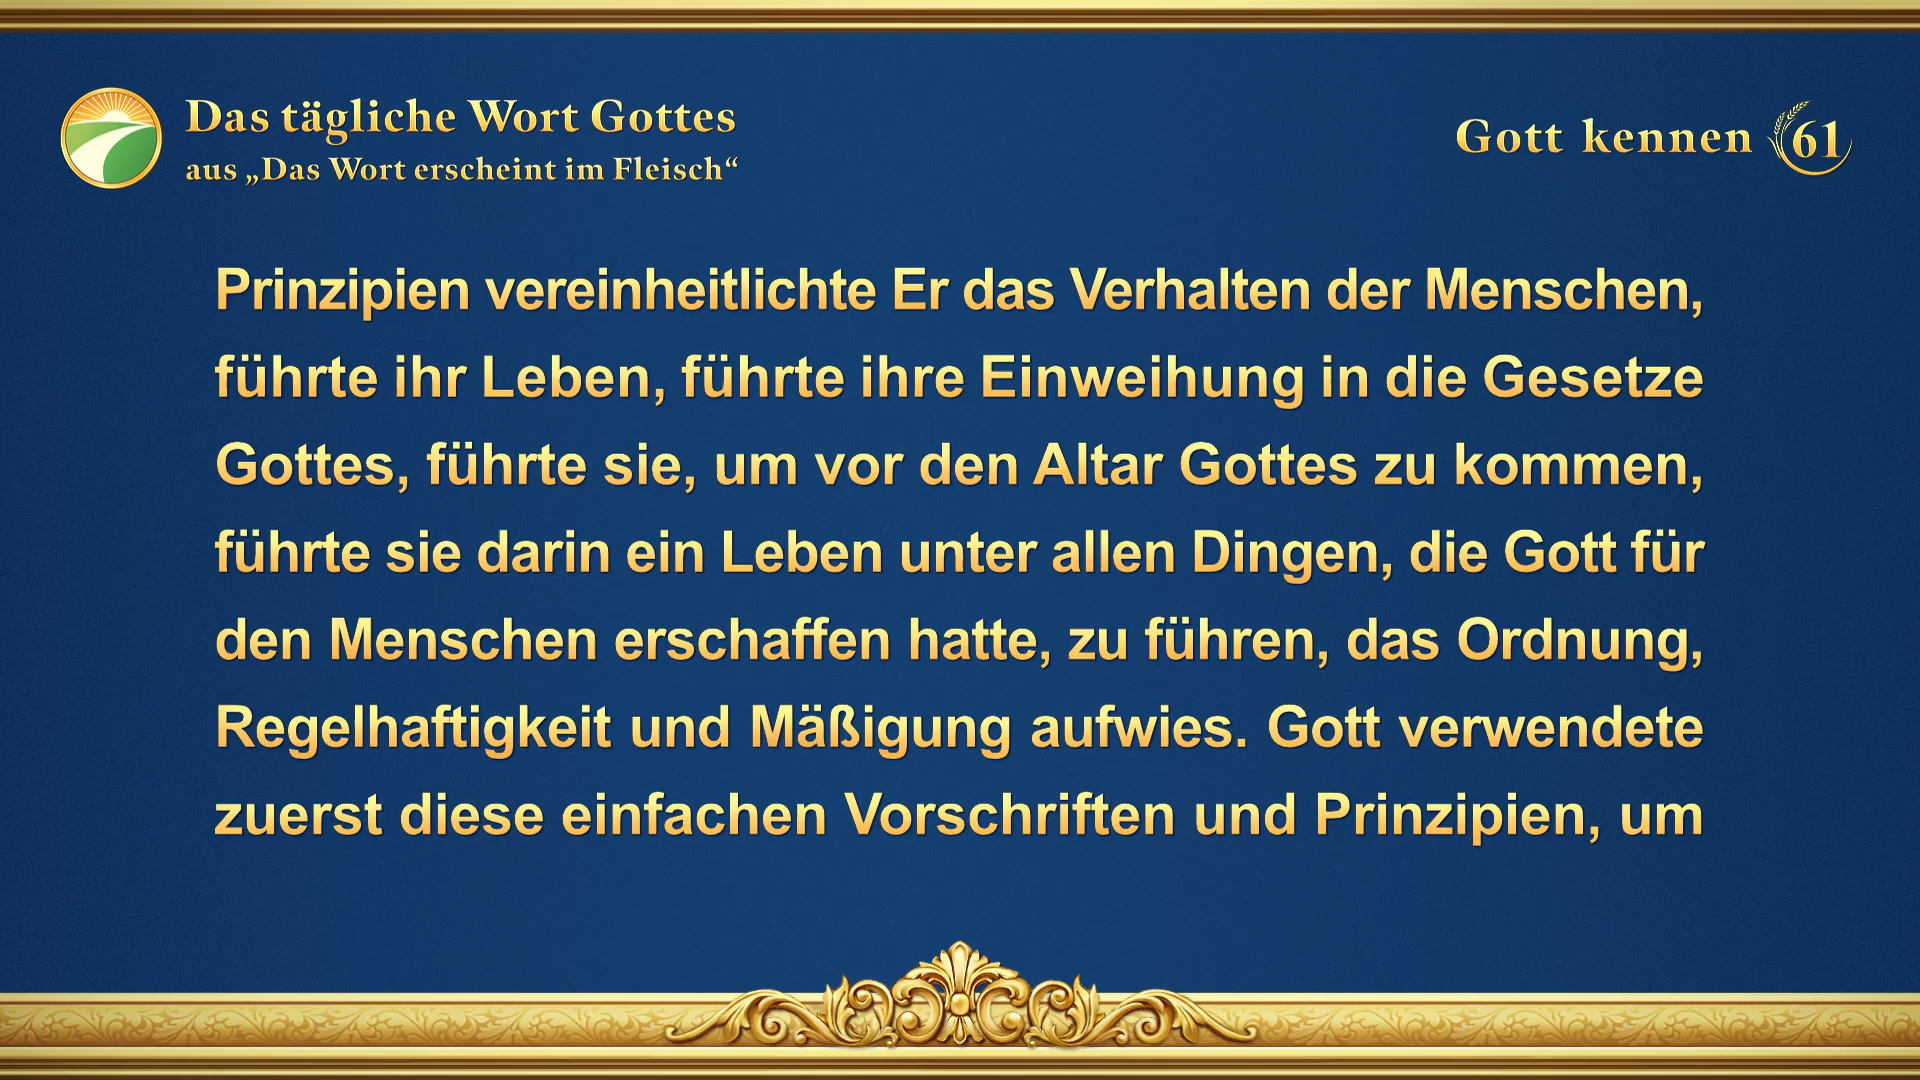 Das tägliche Wort Gottes
aus „Das Wort erscheint im Fleisch“
Gott kennen 61
Prinzipien vereinheitlichte Er das Verhalten der Menschen,
führte ihr Leben, führte ihre Einweihung in die Gesetze
Gottes, führte sie, um vor den Altar Gottes zu kommen,
führte sie darin ein Leben unter allen Dingen, die Gott für
den Menschen erschaffen hatte, zu führen, das Ordnung,
Regelhaftigkeit und Mäßigung aufwies. Gott verwendete
zuerst diese einfachen Vorschriften und Prinzipien, um